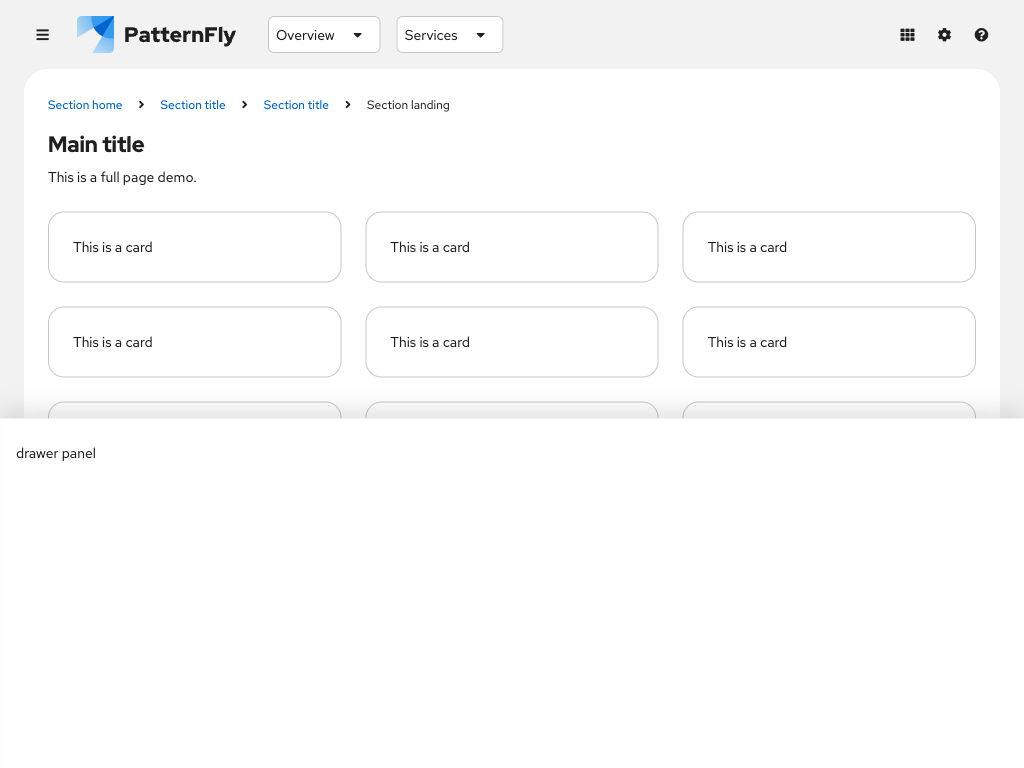 PatternFly Overview Services
Section home Section title Section title Section landing
Main title
This is a full page demo.
This is a card This is a card This is a card
This is a card This is a card This is a card
drawer panel